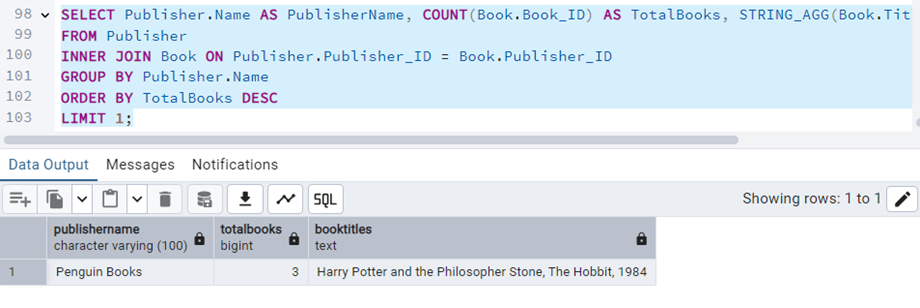 98 SELECT Publisher.Name AS PublisherName, COUNT(Book.Book_ID) AS TotalBooks, STRING_AGG(Book.Tit
99 FROM Publisher
100 INNER JOIN Book ON Publisher.Publisher_ID = Book.Publisher_ID
101 GROUP BY Publisher.Name
102 ORDER BY TotalBooks DESC
103 LIMIT 1;
Data Output Messages Notifications
SQL Showing rows: 1 to 1
publishername totalbooks booktitles
character varying (100) bigint text
1 Penguin Books 3 Harry Potter and the Philosopher Stone, The Hobbit, 1984